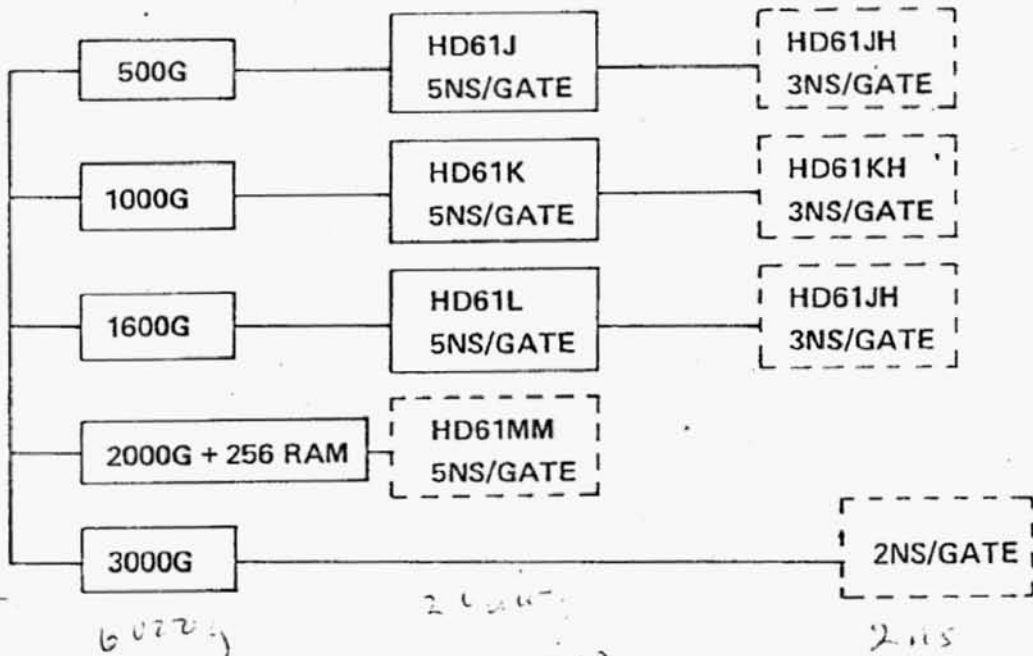 500G
HD61J
5NS/GATE
HD61JH
3NS/GATE
1000G
HD61K
5NS/GATE
HD61KH
3NS/GATE
1600G
HD61L
5NS/GATE
HD61JH
3NS/GATE
2000G + 256 RAM
HD61MM
5NS/GATE
3000G
2NS/GATE